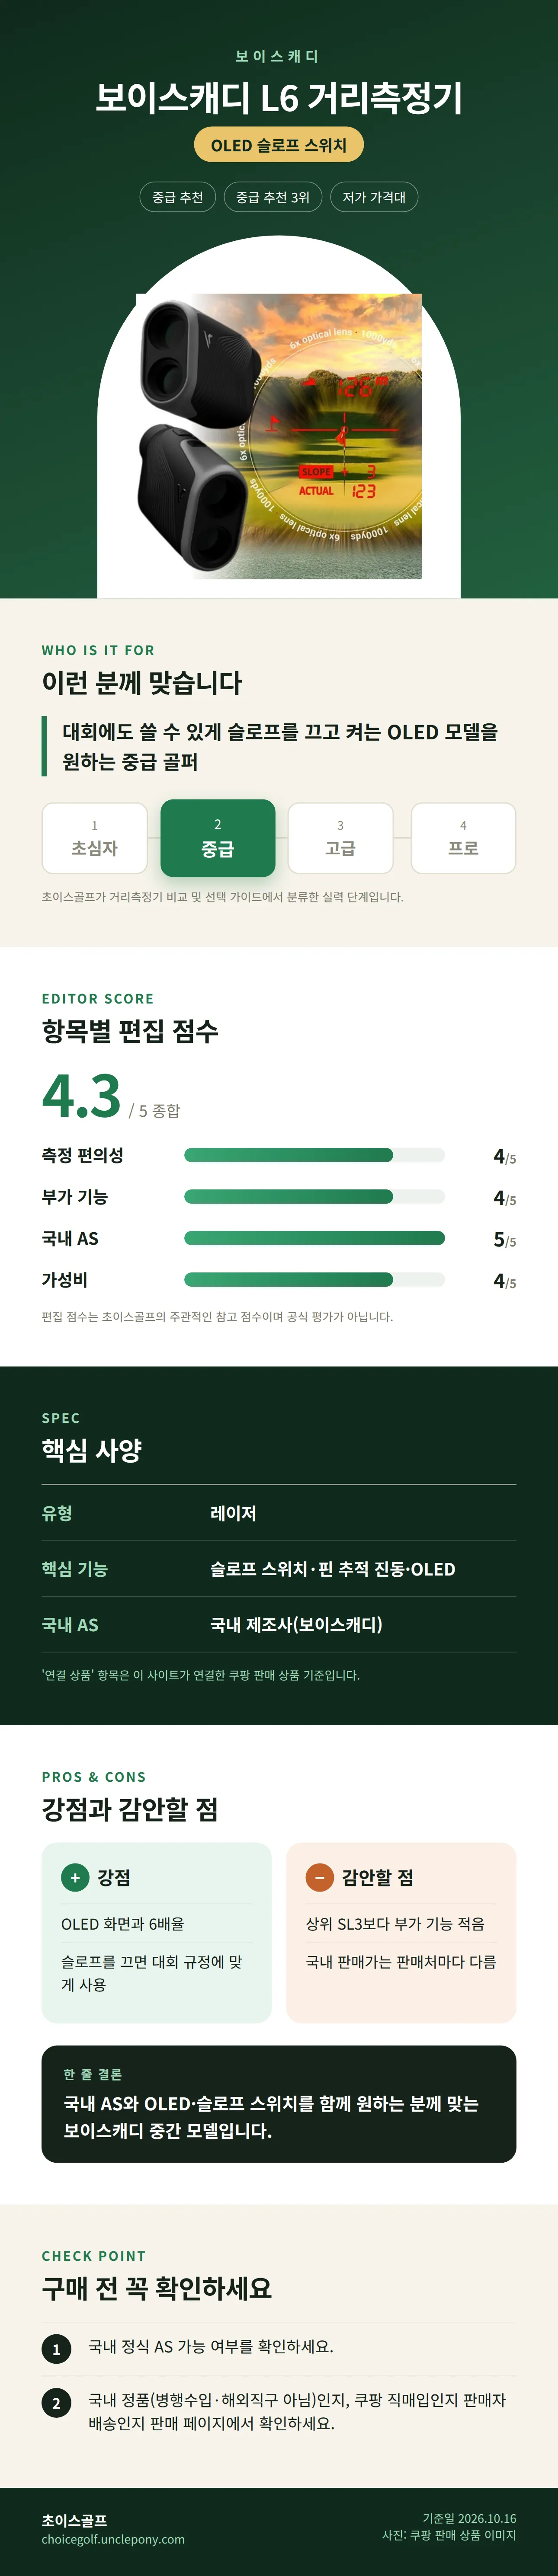 보이스캐디
보이스캐디 L6 거리측정기
OLED 슬로프 스위치
중급 추천
중급 추천 3위
저가 가격대
6x optical lens · 1000yds
126m
SLOPE + 3
ACTUAL 123
1000yds
6x optical lens
1000yds
WHO IS IT FOR
이런 분께 맞습니다
대회에도 쓸 수 있게 슬로프를 끄고 켜는 OLED 모델을
원하는 중급 골퍼
1
초심자
2
중급
3
고급
4
프로
초이스골프가 거리측정기 비교 및 선택 가이드에서 분류한 실력 단계입니다.
EDITOR SCORE
항목별 편집 점수
4.3 / 5 종합
측정 편의성 4/5
부가 기능 4/5
국내 AS 5/5
가성비 4/5
편집 점수는 초이스골프의 주관적인 참고 점수이며 공식 평가가 아닙니다.
SPEC
핵심 사양
유형 레이저
핵심 기능 슬로프 스위치·핀 추적 진동·OLED
국내 AS 국내 제조사(보이스캐디)
'연결 상품' 항목은 이 사이트가 연결한 쿠팡 판매 상품 기준입니다.
PROS & CONS
강점과 감안할 점
+ 강점
OLED 화면과 6배율
슬로프를 끄면 대회 규정에 맞
게 사용
− 감안할 점
상위 SL3보다 부가 기능 적음
국내 판매가는 판매처마다 다름
한 줄 결론
국내 AS와 OLED·슬로프 스위치를 함께 원하는 분께 맞는
보이스캐디 중간 모델입니다.
CHECK POINT
구매 전 꼭 확인하세요
1 국내 정식 AS 가능 여부를 확인하세요.
2 국내 정품(병행수입·해외직구 아님)인지, 쿠팡 직매입인지 판매자
배송인지 판매 페이지에서 확인하세요.
초이스골프
choicegolf.unclepony.com
기준일 2026.10.16
사진: 쿠팡 판매 상품 이미지